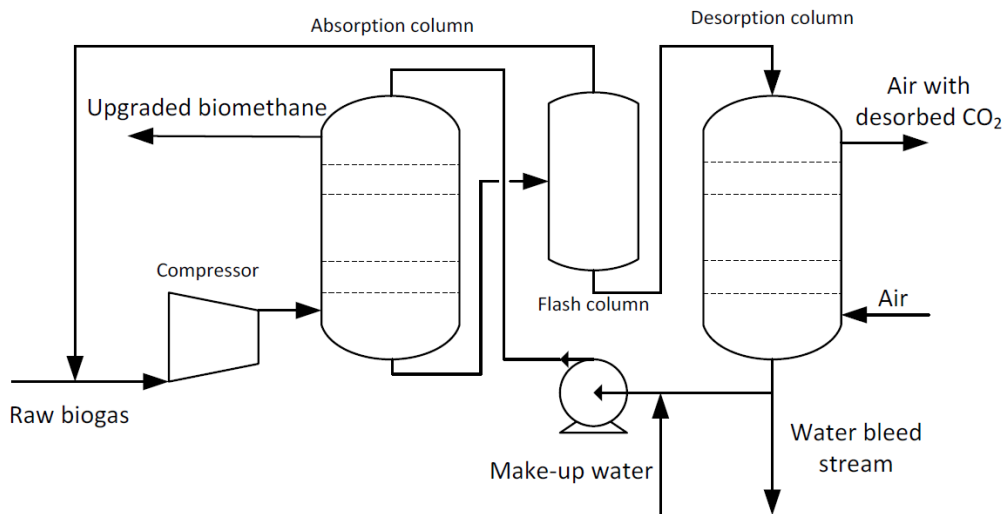 Absorption column
Desorption column
Upgraded biomethane
Air with
desorbed CO₂
Compressor
Flash column
Air
Raw biogas
Make-up water
Water bleed
stream